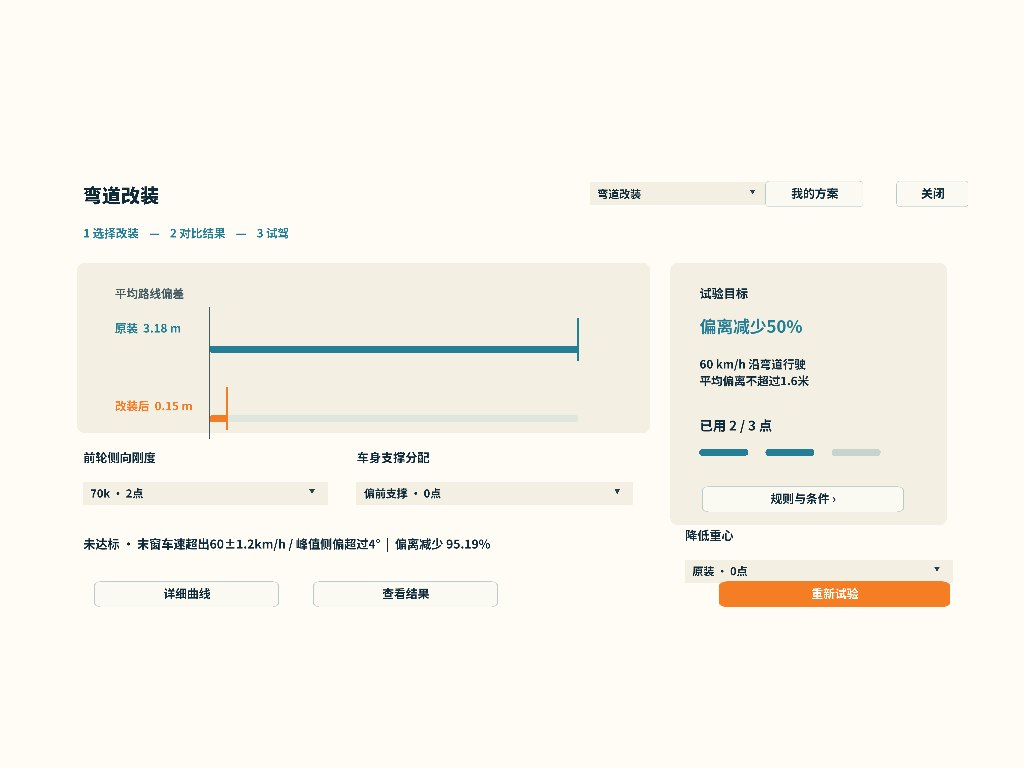 弯道改装
弯道改装
我的方案
关闭
1 选择改装 — 2 对比结果 — 3 试驾
平均路线偏差
原装 3.18 m
改装后 0.15 m
试验目标
偏离减少50%
60 km/h 沿弯道行驶
平均偏离不超过1.6米
已用 2 / 3 点
规则与条件 ›
前轮侧向刚度
70k · 2点
车身支撑分配
偏前支撑 · 0点
降低重心
原装 · 0点
未达标 · 末窗车速超出60±1.2km/h / 峰值侧偏超过4° | 偏离减少 95.19%
详细曲线
查看结果
重新试验